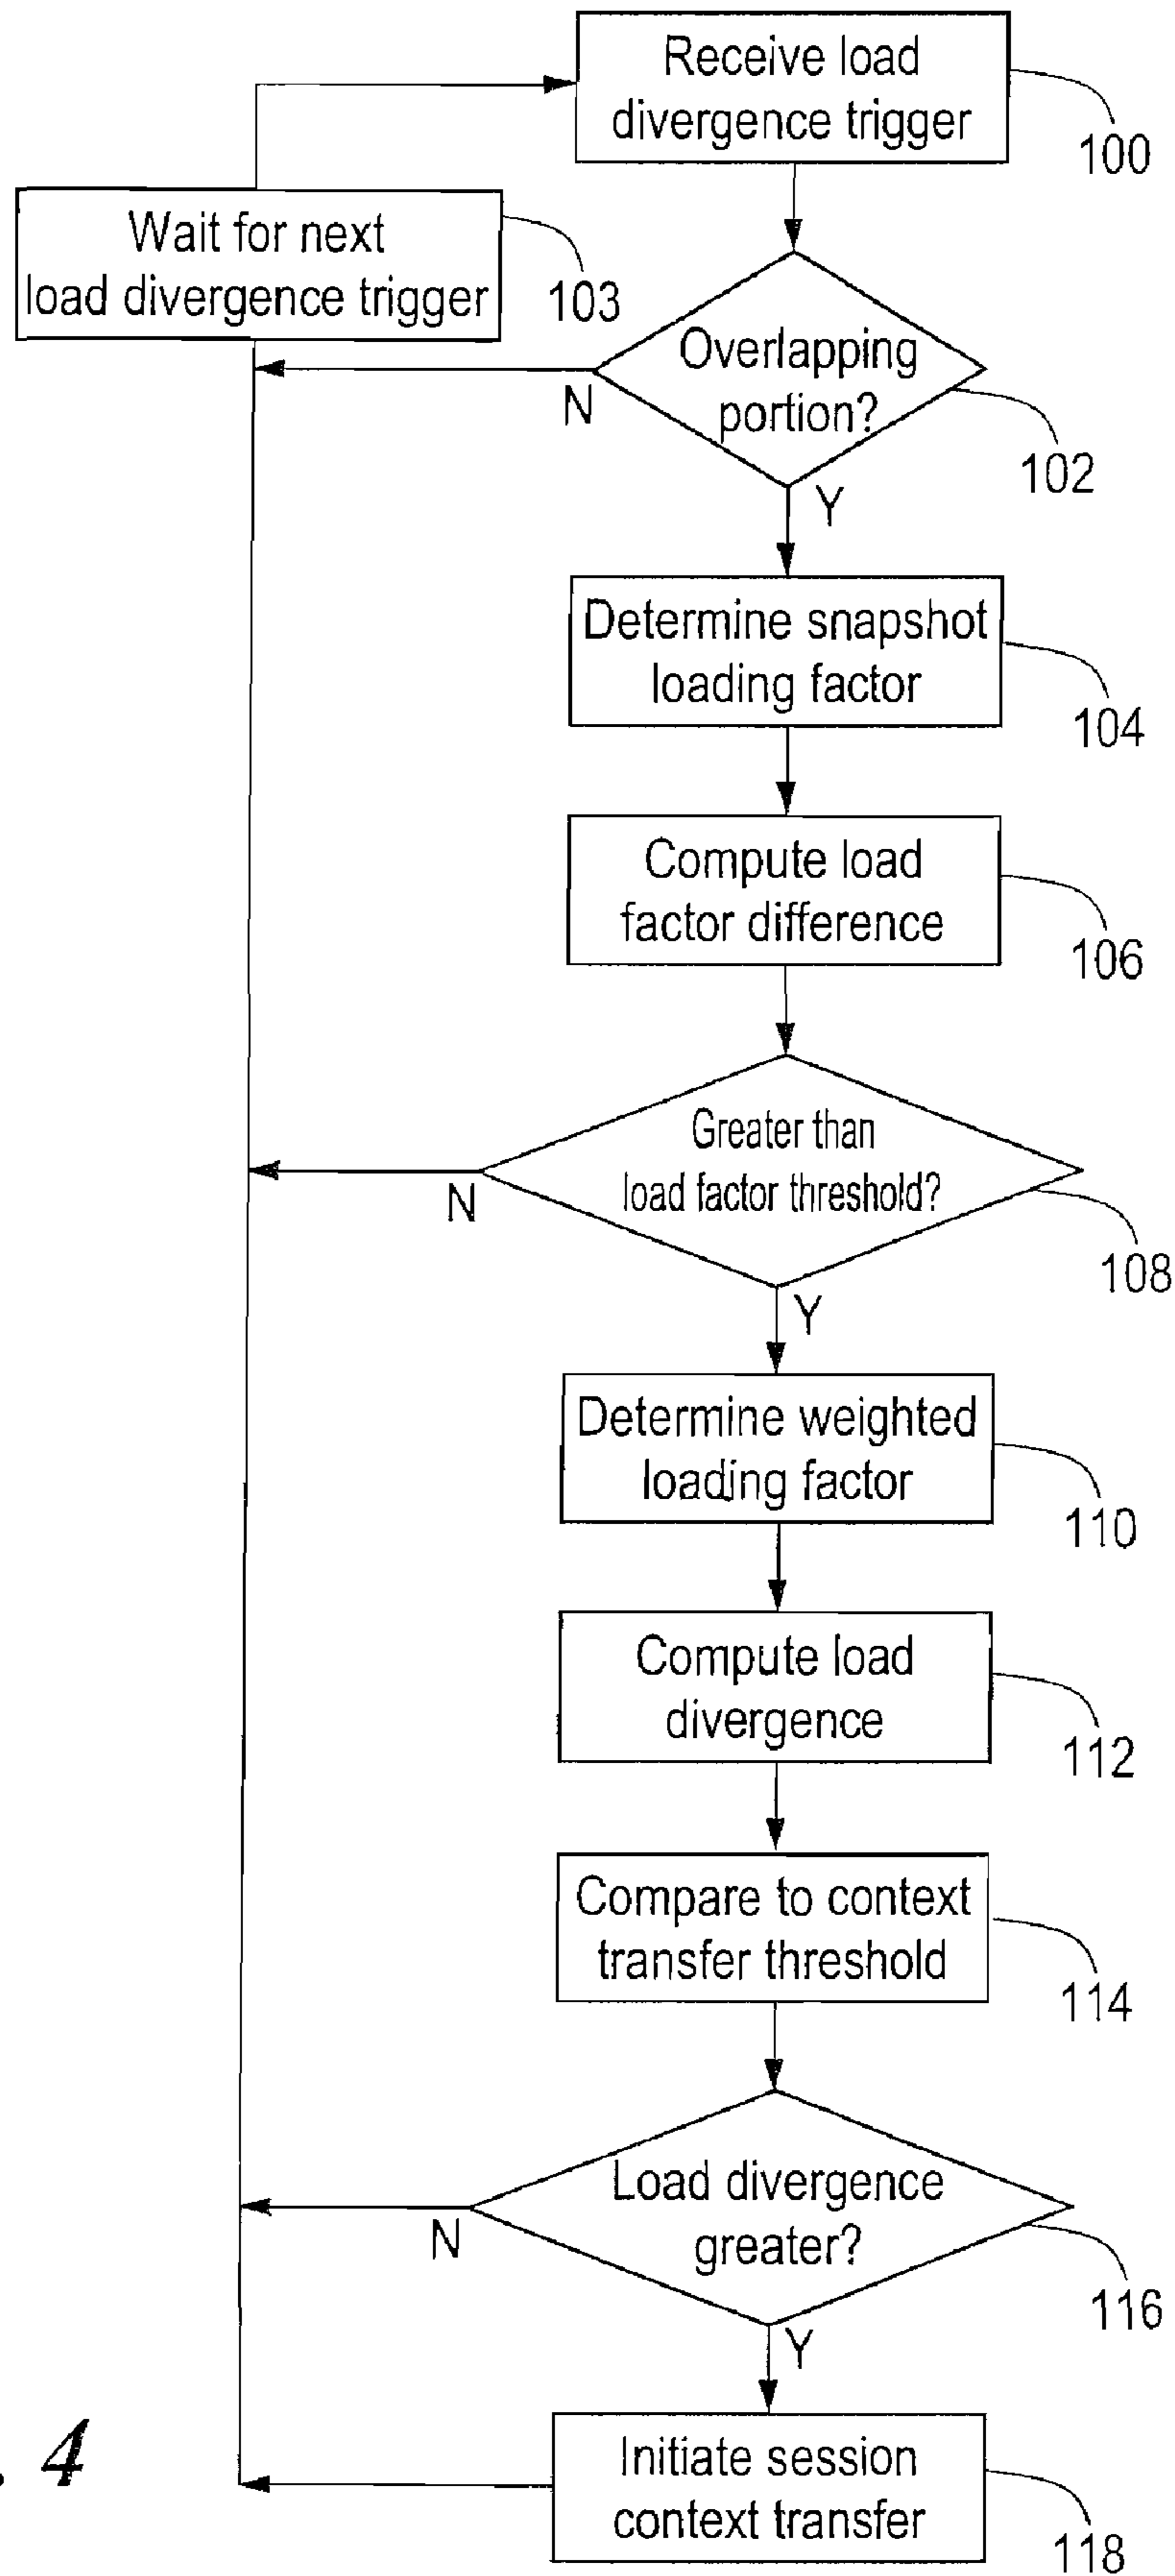 Receive load
divergence trigger
100
Wait for next
load divergence trigger
103
Overlapping
portion?
102
N
Y
Determine snapshot
loading factor
104
Compute load
factor difference
106
Greater than
load factor threshold?
108
N
Y
Determine weighted
loading factor
110
Compute load
divergence
112
Compare to context
transfer threshold
114
Load divergence
greater?
116
N
Y
Initiate session
context transfer
118
. 4